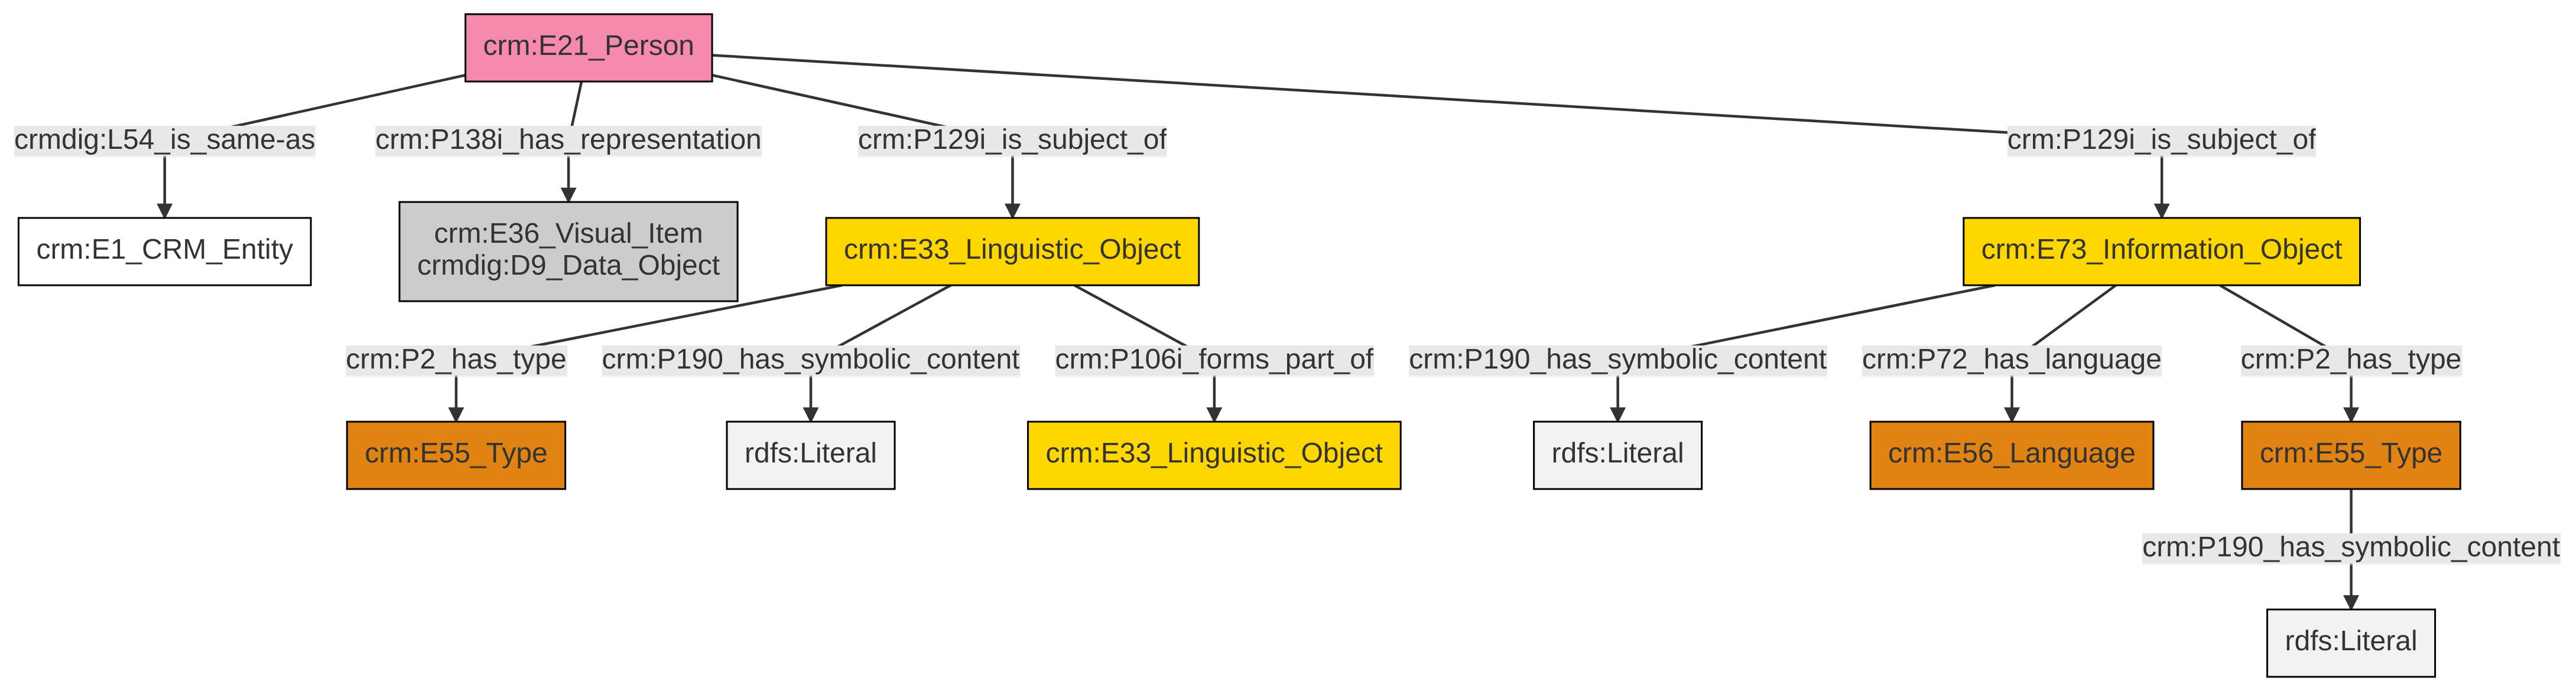 crm:E21_Person
crmdig:L54_is_same-as
crm:P138i_has_representation
crm:P129i_is_subject_of
crm:P129i_is_subject_of
crm:E1_CRM_Entity
crm:E36_Visual_Item
crmdig:D9_Data_Object
crm:E33_Linguistic_Object
crm:E73_Information_Object
crm:P2_has_type
crm:P190_has_symbolic_content
crm:P106i_forms_part_of
crm:P190_has_symbolic_content
crm:P72_has_language
crm:P2_has_type
crm:E55_Type
rdfs:Literal
crm:E33_Linguistic_Object
rdfs:Literal
crm:E56_Language
crm:E55_Type
crm:P190_has_symbolic_content
rdfs:Literal